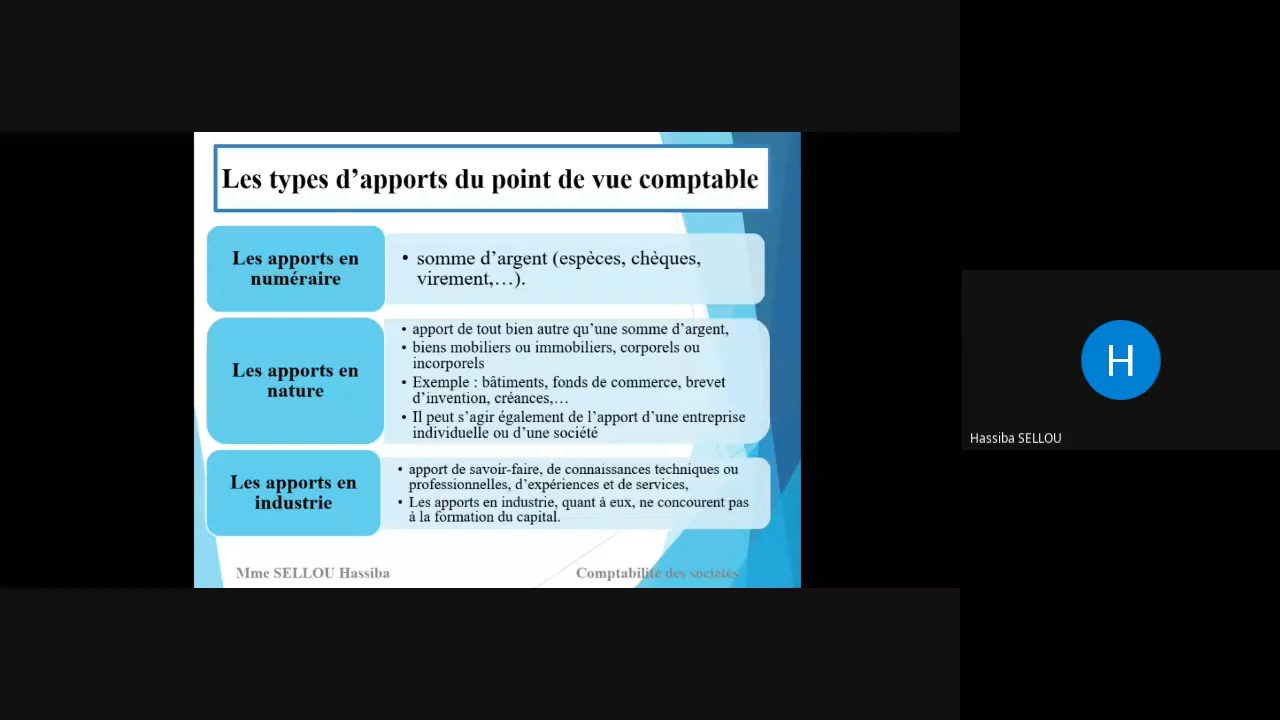 Les types d’apports du point de vue comptable
Les apports en
numéraire
• somme d’argent (espèces, chèques,
virement,…).
Les apports en
nature
• apport de tout bien autre qu’une somme d’argent,
• biens mobiliers ou immobiliers, corporels ou
incorporels
• Exemple : bâtiments, fonds de commerce, brevet
d’invention, créances,…
• Il peut s’agir également de l’apport d’une entreprise
individuelle ou d’une société
Les apports en
industrie
• apport de savoir-faire, de connaissances techniques ou
professionnelles, d’expériences et de services,
• Les apports en industrie, quant à eux, ne concourent pas
à la formation du capital.
Mme SELLOU Hassiba
Comptabilité des sociétés
H
Hassiba SELLOU